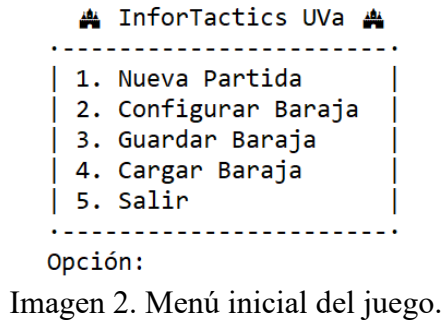 🏰 InforTactics UVa 🏰
.-----------------------.
| 1. Nueva Partida |
| 2. Configurar Baraja |
| 3. Guardar Baraja |
| 4. Cargar Baraja |
| 5. Salir |
.-----------------------.
Opción:
Imagen 2. Menú inicial del juego.